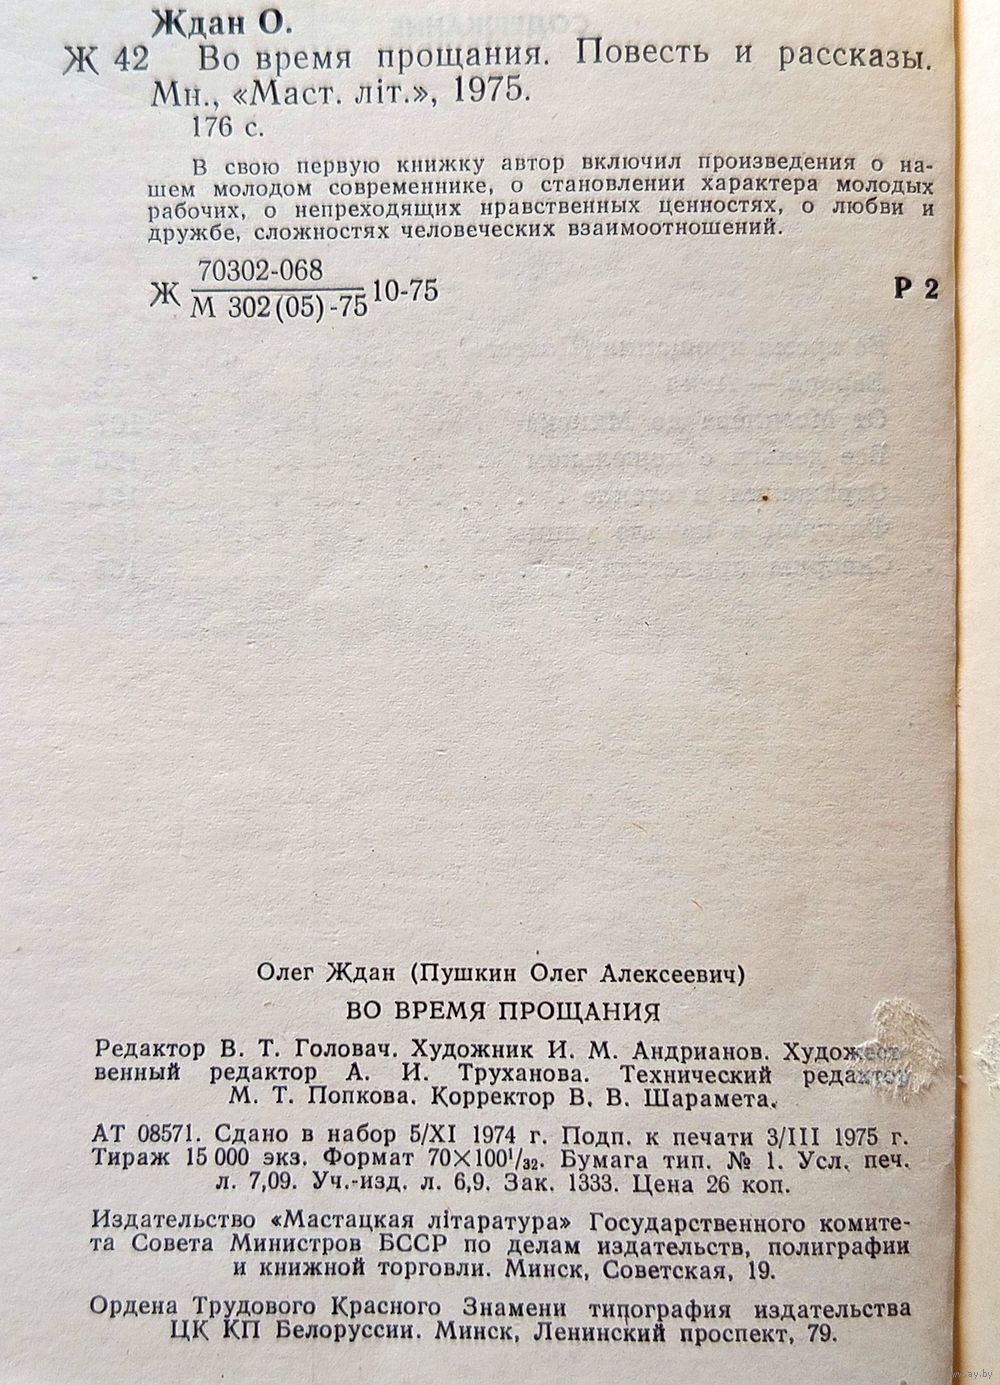 Ждан О.
Ж 42 Во время прощания. Повесть и рассказы.
Мн., «Маст. літ.», 1975.
176 с.
В свою первую книжку автор включил произведения о на-
шем молодом современнике, о становлении характера молодых
рабочих, о непреходящих нравственных ценностях, о любви и
дружбе, сложностях человеческих взаимоотношений.
70302-068
Ж М 302(05)-75 10-75
Р 2
Олег Ждан (Пушкин Олег Алексеевич)
ВО ВРЕМЯ ПРОЩАНИЯ
Редактор В. Т. Головач. Художник И. М. Андрианов. Художест-
венный редактор А. И. Труханова. Технический редактор
М. Т. Попкова. Корректор В. В. Шарамета.
АТ 08571. Сдано в набор 5/XI 1974 г. Подп. к печати 3/III 1975 г.
Тираж 15 000 экз. Формат 70×100¹/₃₂. Бумага тип. № 1. Усл. печ.
л. 7,09. Уч.-изд. л. 6,9. Зак. 1333. Цена 26 коп.
Издательство «Мастацкая літаратура» Государственного комите-
та Совета Министров БССР по делам издательств, полиграфии
и книжной торговли. Минск, Советская, 19.
Ордена Трудового Красного Знамени типография издательства
ЦК КП Белоруссии. Минск, Ленинский проспект, 79.